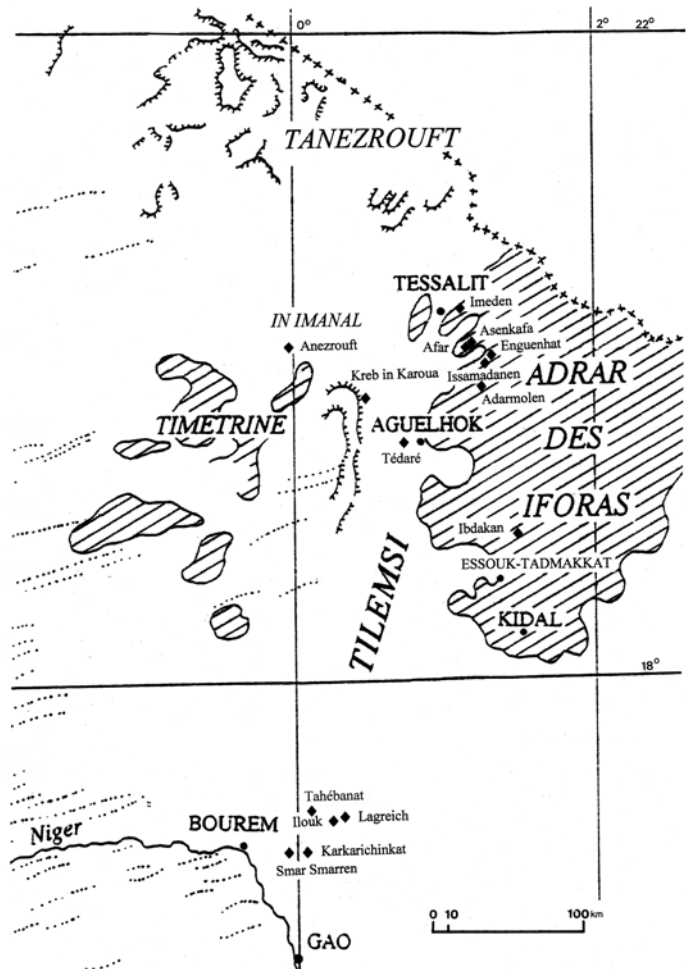 0°
2°
22°
TANEZROUFT
TESSALIT
Imeden
IN IMANAL
Asenkafa
Anezrouft
Afar
Enguenhat
Kreb in Karoua
Issamadanen
ADRAR
Adarmolen
TIMETRINE
AGUELHOK
DES
Tédaré
IFORAS
Ibdakan
TILEMSI
ESSOUK-TADMAKKAT
KIDAL
18°
Tahébanat
Ilouk
Lagreich
Niger
BOUREM
Karkarichinkat
Smar Smarren
0 10 100 km
GAO